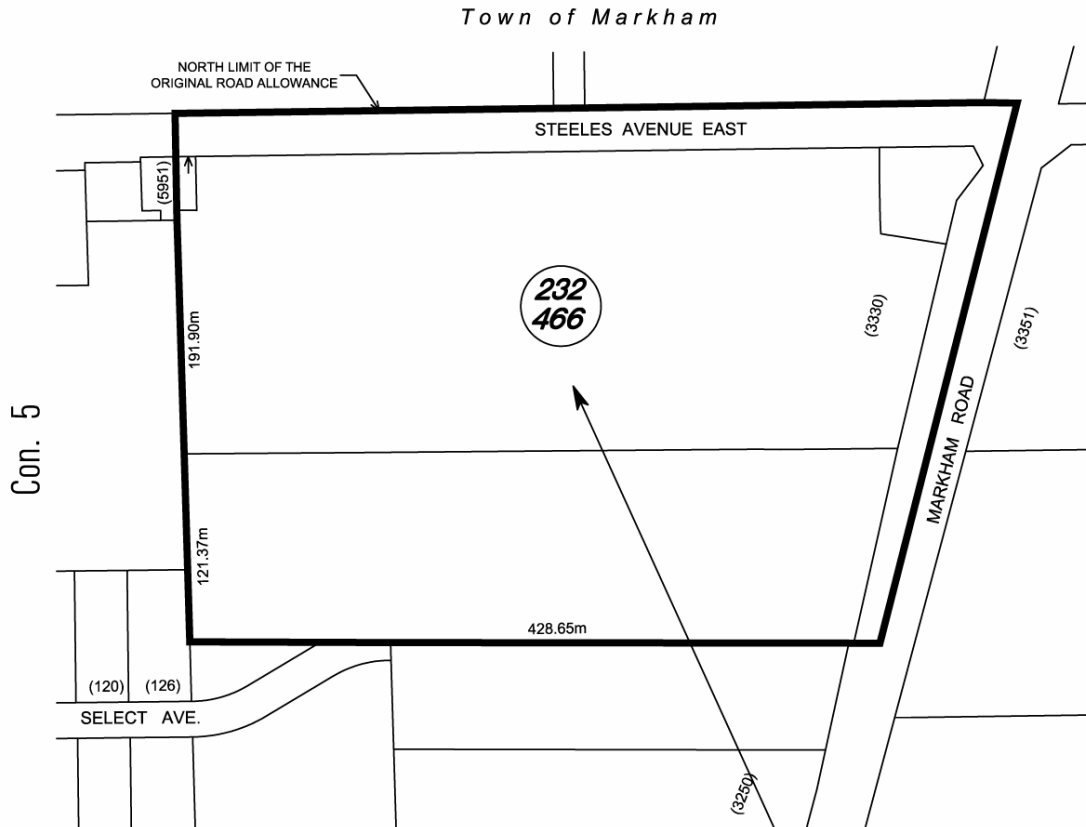 Town of Markham
NORTH LIMIT OF THE
ORIGINAL ROAD ALLOWANCE
STEELES AVENUE EAST
(5951)
232
466
191.90m
(3330)
(3351)
Con. 5
MARKHAM ROAD
121.37m
428.65m
(120)
(126)
SELECT AVE.
(3250)